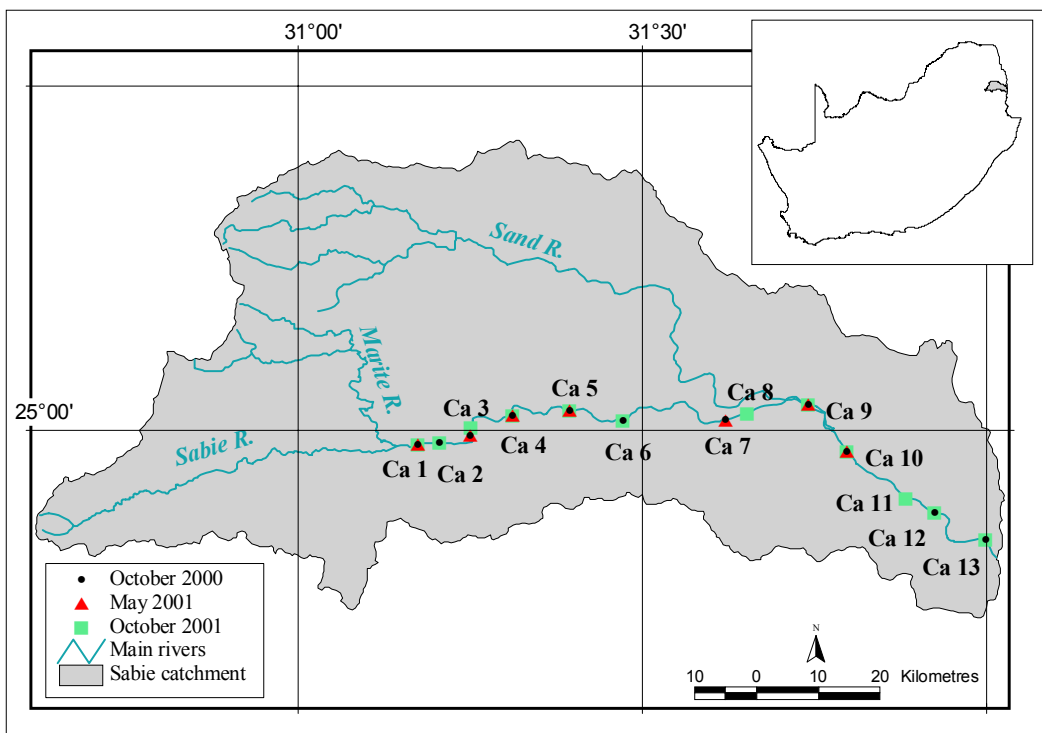 31°00'
31°30'
Sand R.
Marite R.
Ca 5
Ca 3
Ca 8
25°00'
Ca 9
Ca 4
Sabie R.
Ca 1
Ca 2
Ca 6
Ca 7
Ca 10
Ca 11
Ca 12
Ca 13
October 2000
May 2001
October 2001
Main rivers
Sabie catchment
N
10 0 10 20 Kilometres